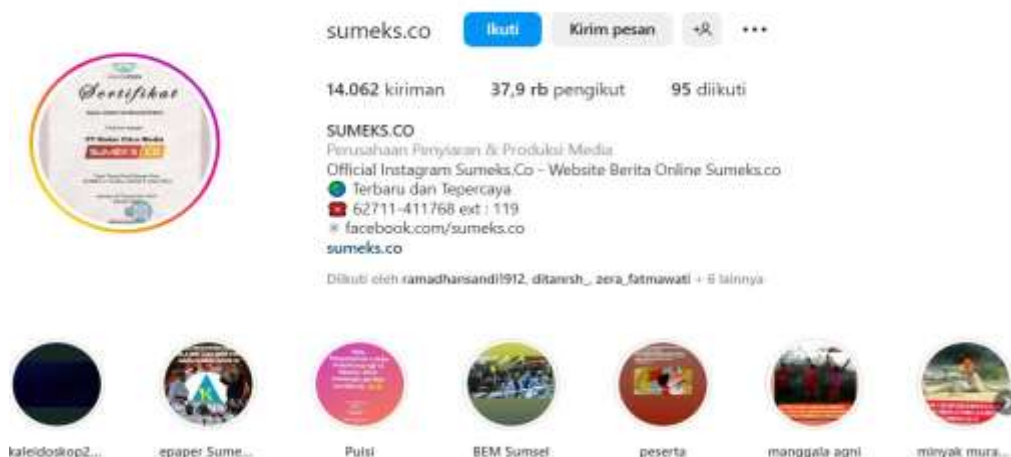 sumeks.co Ikuti Kirim pesan
14.062 kiriman 37,9 rb pengikut 95 diikuti
SUMEKS.CO
Perusahaan Penyiaran & Produksi Media
Official Instagram Sumeks.Co - Website Berita Online Sumeks.co
Terbaru dan Tepercaya
62711-411768 ext : 119
facebook.com/sumeks.co
sumeks.co
Diikuti oleh ramadhansandi1912, ditanrsh_, zera_fatmawati + 6 lainnya
Sertifikat
SUMEKS.CO
kaleidoskop2... epaper Sume... Puisi BEM Sumsel peserta manggala agni minyak mura...